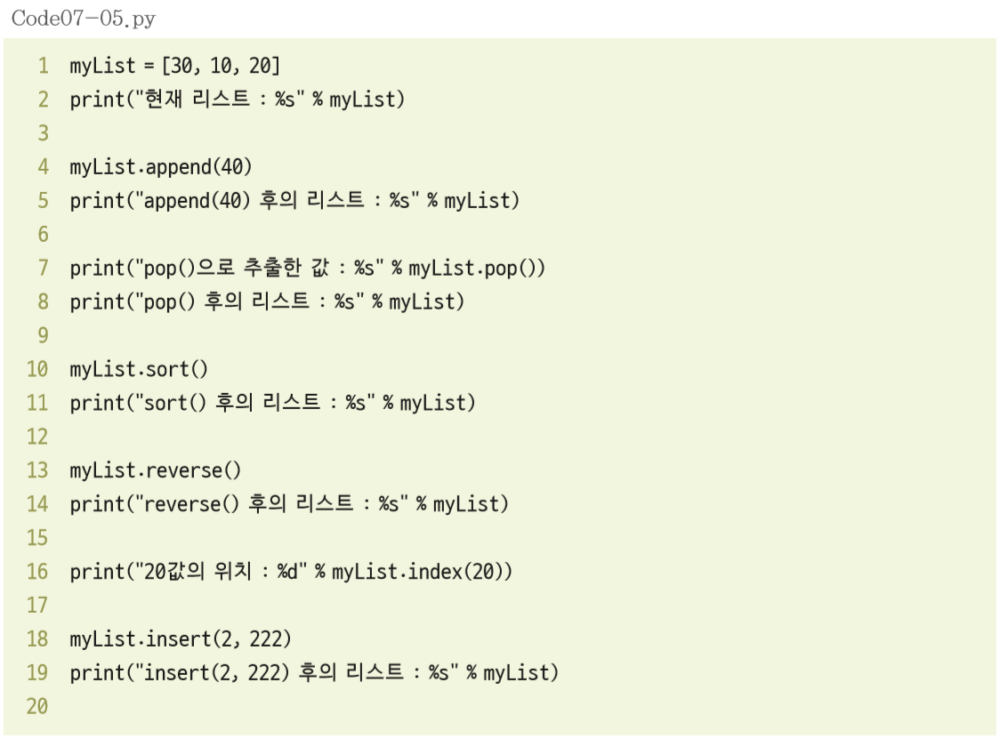 Code07-05.py
1 myList = [30, 10, 20]
2 print("현재 리스트 : %s" % myList)
3
4 myList.append(40)
5 print("append(40) 후의 리스트 : %s" % myList)
6
7 print("pop()으로 추출한 값 : %s" % myList.pop())
8 print("pop() 후의 리스트 : %s" % myList)
9
10 myList.sort()
11 print("sort() 후의 리스트 : %s" % myList)
12
13 myList.reverse()
14 print("reverse() 후의 리스트 : %s" % myList)
15
16 print("20값의 위치 : %d" % myList.index(20))
17
18 myList.insert(2, 222)
19 print("insert(2, 222) 후의 리스트 : %s" % myList)
20